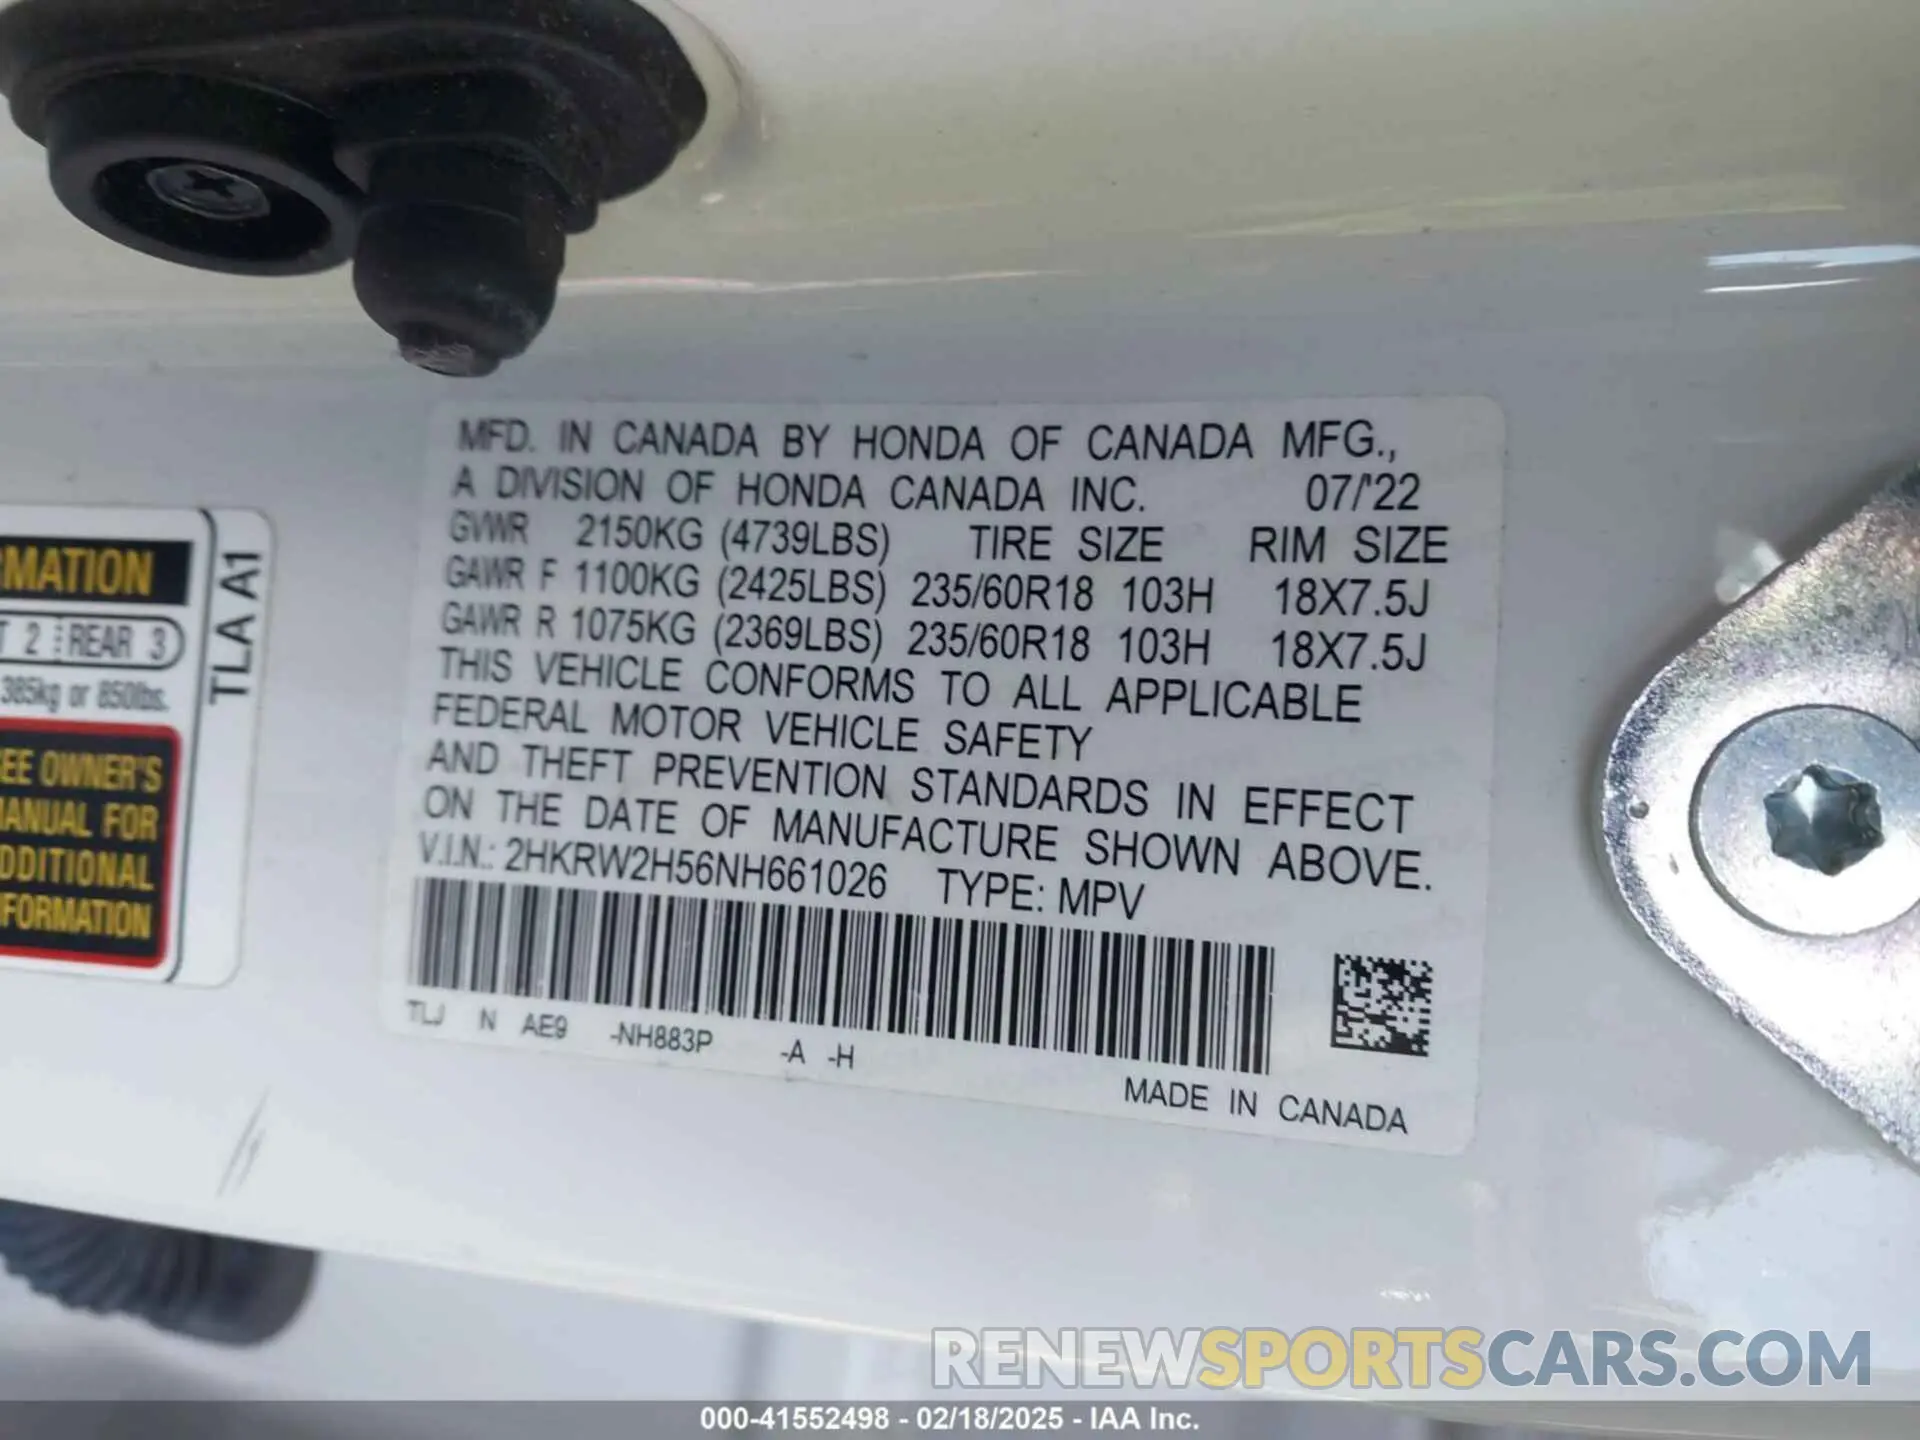 MFD. IN CANADA BY HONDA OF CANADA MFG.,
A DIVISION OF HONDA CANADA INC. 07/'22
GVWR 2150KG (4739LBS) TIRE SIZE RIM SIZE
GAWR F 1100KG (2425LBS) 235/60R18 103H 18X7.5J
GAWR R 1075KG (2369LBS) 235/60R18 103H 18X7.5J
THIS VEHICLE CONFORMS TO ALL APPLICABLE
FEDERAL MOTOR VEHICLE SAFETY
AND THEFT PREVENTION STANDARDS IN EFFECT
ON THE DATE OF MANUFACTURE SHOWN ABOVE.
V.I.N.: 2HKRW2H56NH661026 TYPE: MPV
TLJ N AE9 -NH883P -A -H
MADE IN CANADA
RMATION
T 2 REAR 3
385kg or 850lbs.
EE OWNER'S
ANUAL FOR
DDITIONAL
FORMATION
TLA A1
RENEWSPORTSCARS.COM
000-41552498 - 02/18/2025 - IAA Inc.